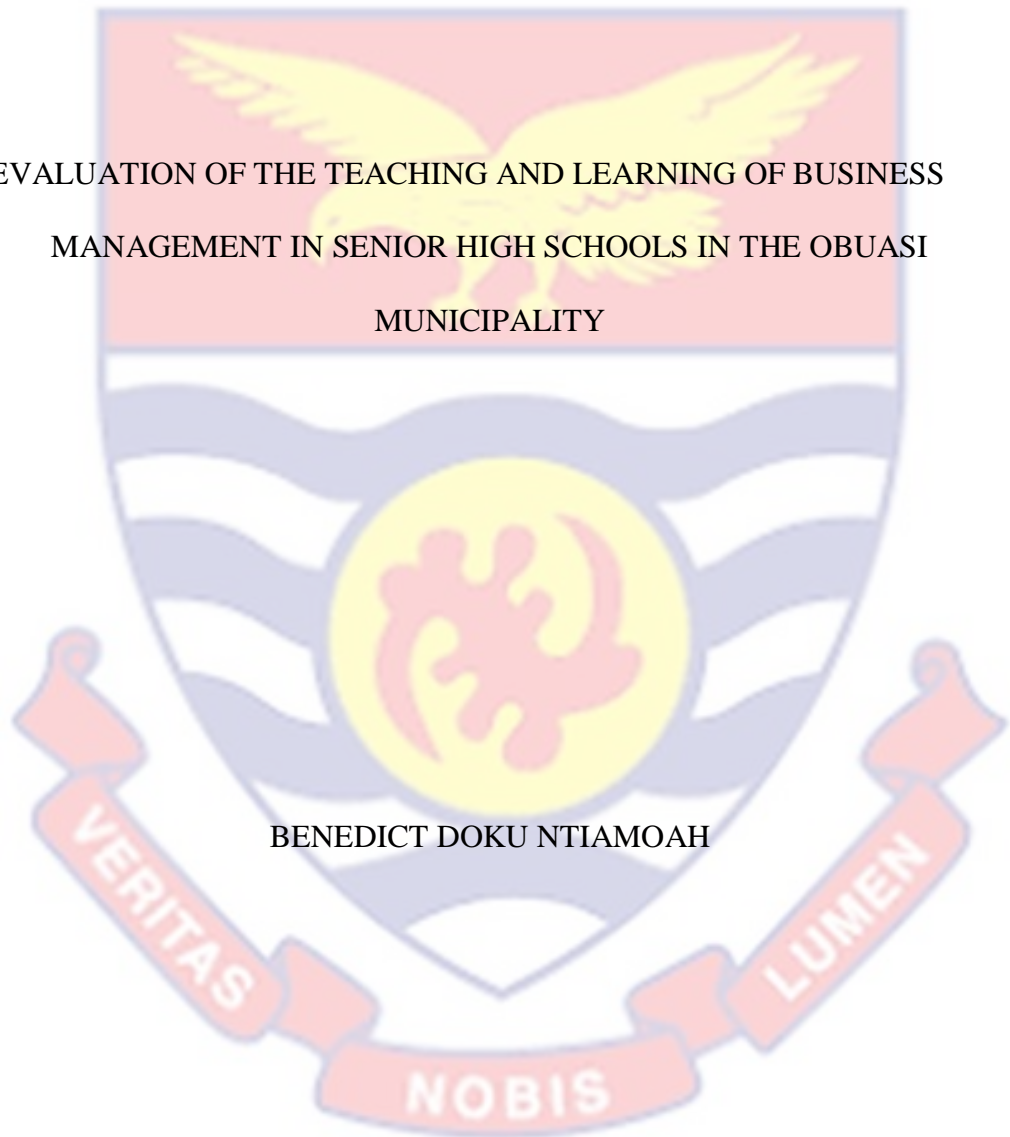 EVALUATION OF THE TEACHING AND LEARNING OF BUSINESS
MANAGEMENT IN SENIOR HIGH SCHOOLS IN THE OBUASI
MUNICIPALITY
BENEDICT DOKU NTIAMOAH
VERITAS
NOBIS
LUMEN